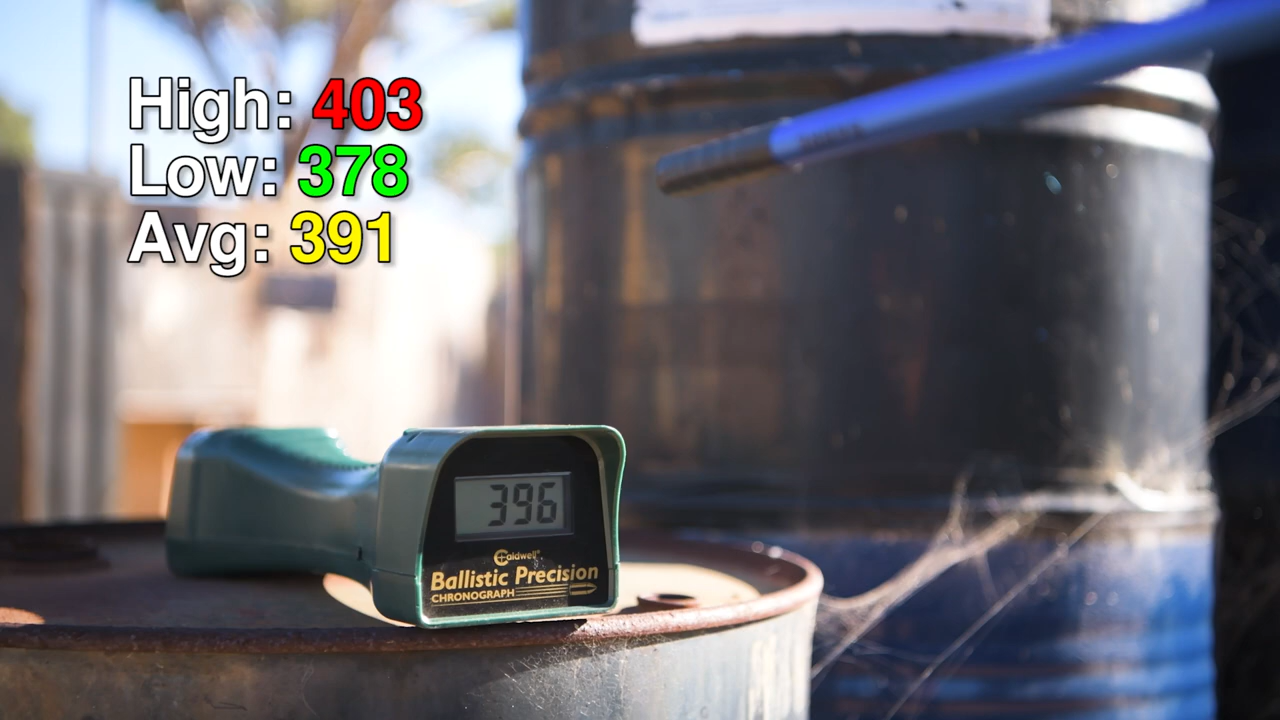 High: 403
Low: 378
Avg: 391
396
Caldwell®
Ballistic Precision
CHRONOGRAPH